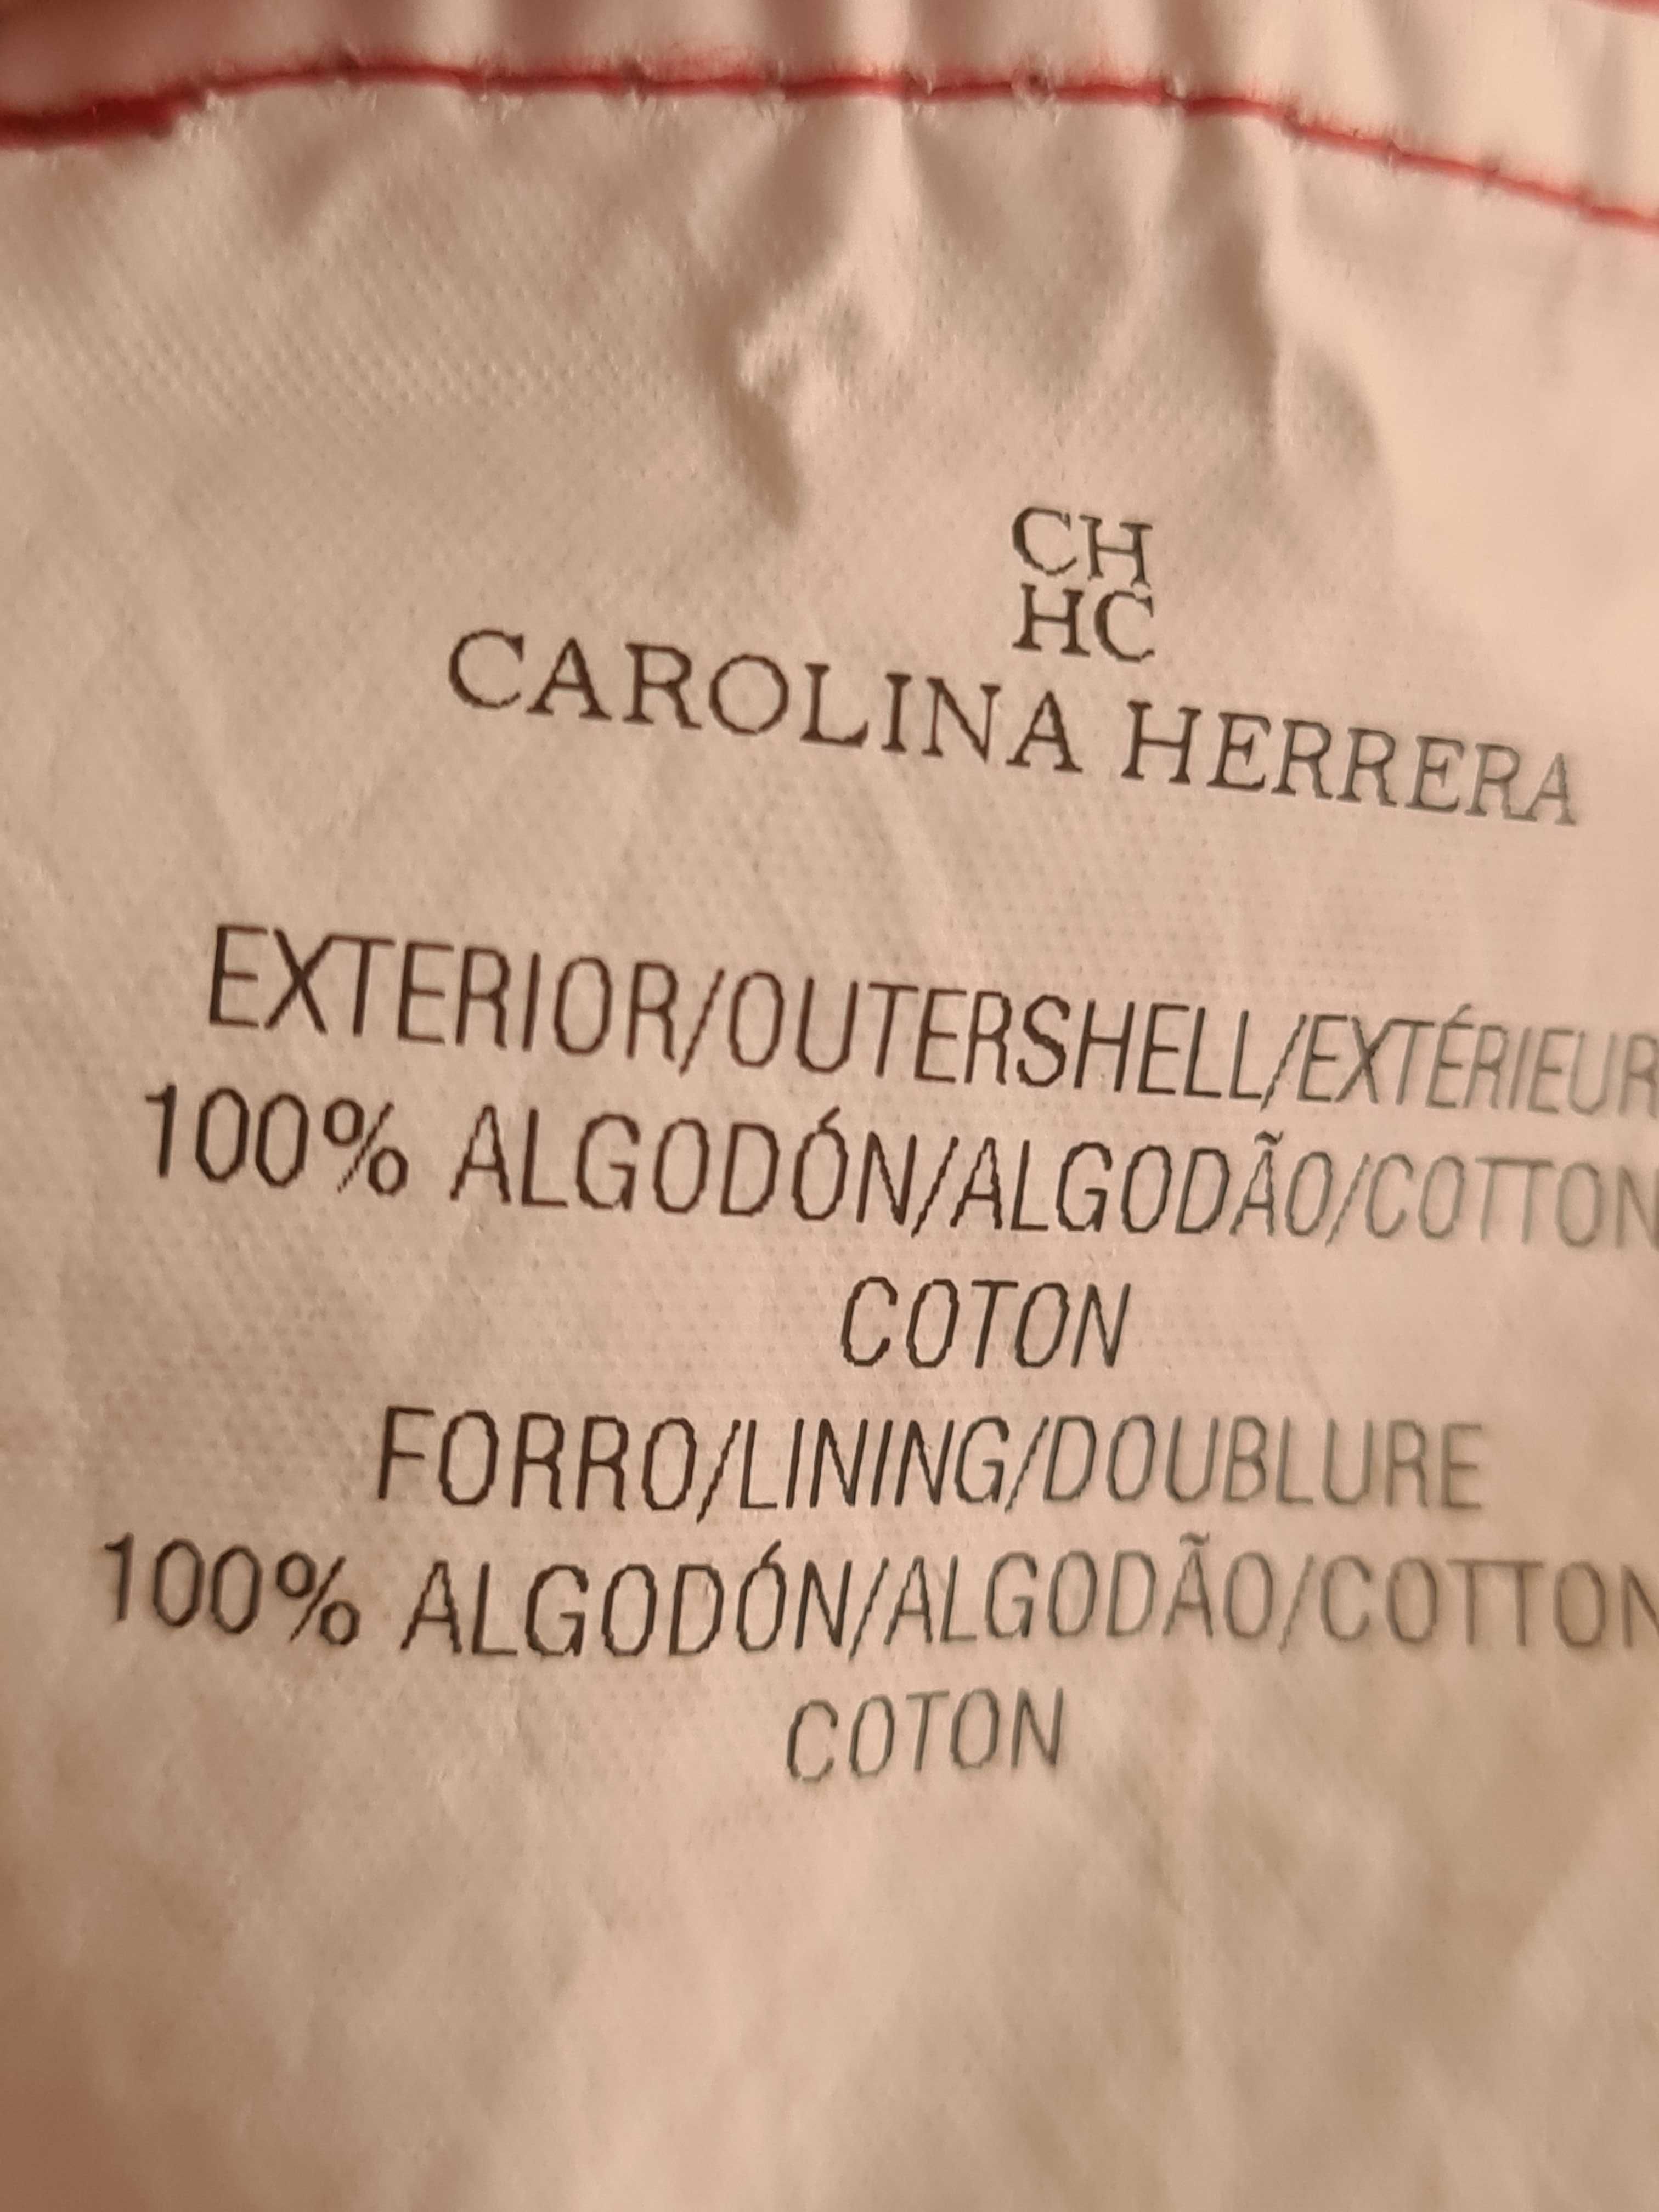 CH
HC
CAROLINA HERRERA
EXTERIOR/OUTERSHELL/EXTÉRIEUR
100% ALGODÓN/ALGODÃO/COTTON
COTON
FORRO/LINING/DOUBLURE
100% ALGODÓN/ALGODÃO/COTTON
COTON